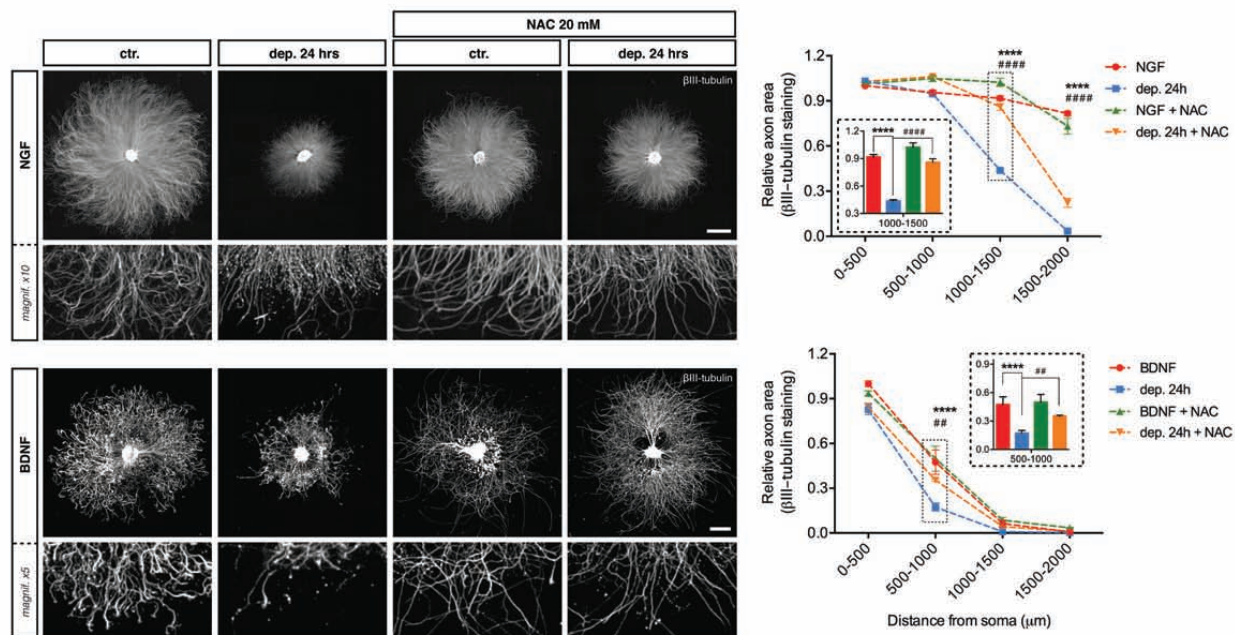 NAC 20 mM
ctr.
dep. 24 hrs
ctr.
dep. 24 hrs
NGF
βIII-tubulin
magnif. x10
BDNF
βIII-tubulin
magnif. x5
1.2
0.9
0.6
0.3
0.0
Relative axon area
(βIII-tubulin staining)
****
####
****
####
NGF
dep. 24h
NGF + NAC
dep. 24h + NAC
1.2
0.9
0.6
0.3
****
####
1000-1500
0-500
500-1000
1000-1500
1500-2000
1.2
0.9
0.6
0.3
0.0
Relative axon area
(βIII-tubulin staining)
****
##
0.6
0.3
0.0
****
##
500-1000
BDNF
dep. 24h
BDNF + NAC
dep. 24h + NAC
0-500
500-1000
1000-1500
1500-2000
Distance from soma (μm)